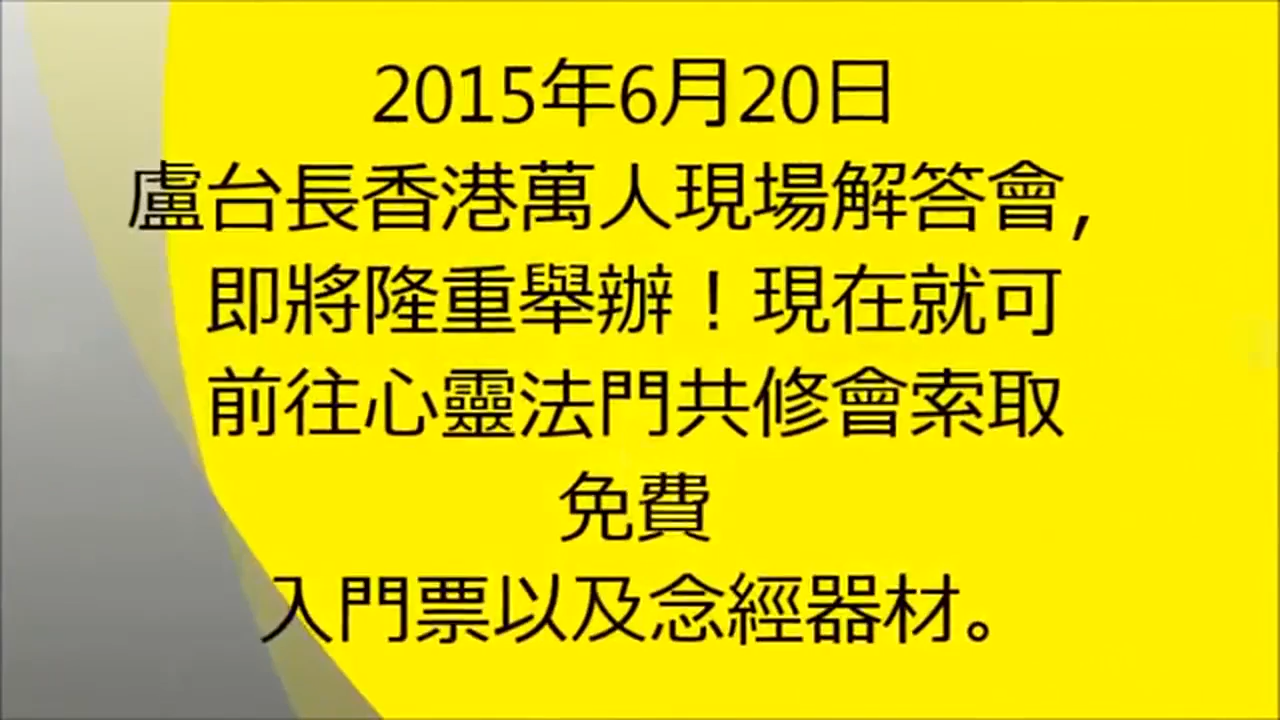 2015年6月20日
盧台長香港萬人現場解答會,
即將隆重舉辦！現在就可
前往心靈法門共修會索取
免費
入門票以及念經器材。